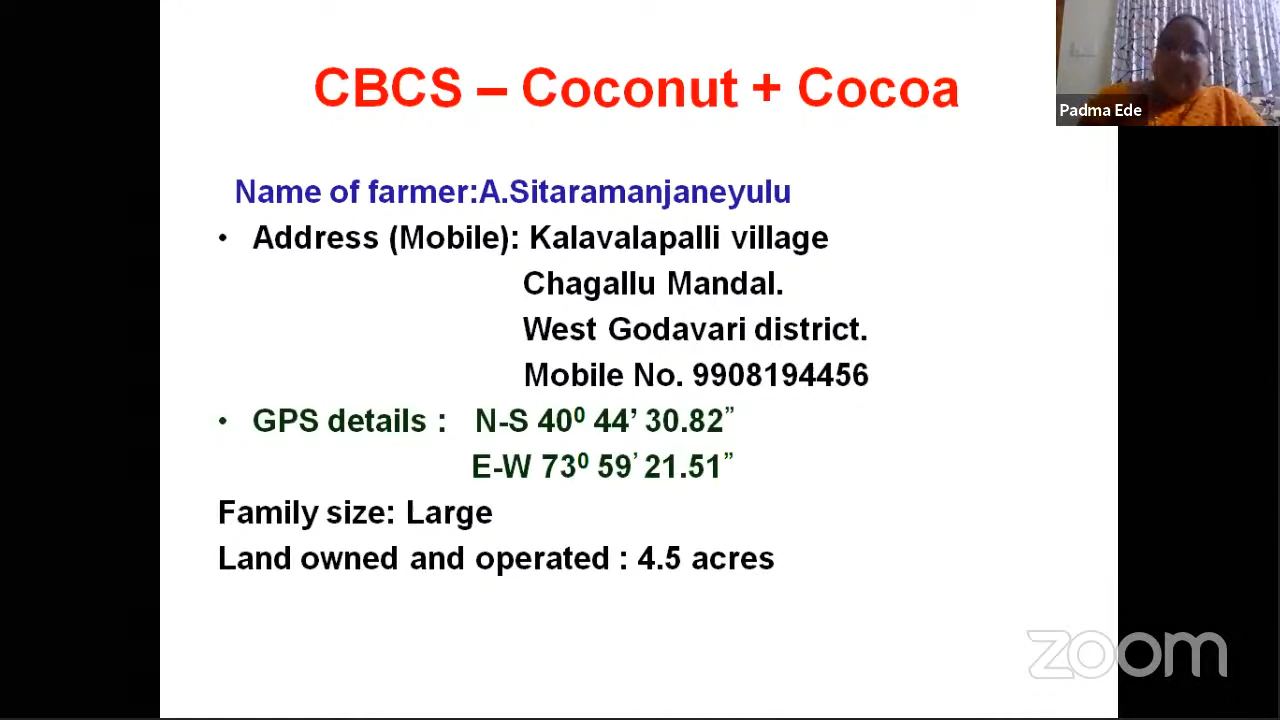 CBCS – Coconut + Cocoa
Padma Ede
Name of farmer:A.Sitaramanjaneyulu
• Address (Mobile): Kalavalapalli village
Chagallu Mandal.
West Godavari district.
Mobile No. 9908194456
• GPS details : N-S 40⁰ 44’ 30.82”
E-W 73⁰ 59’ 21.51”
Family size: Large
Land owned and operated : 4.5 acres
zoom